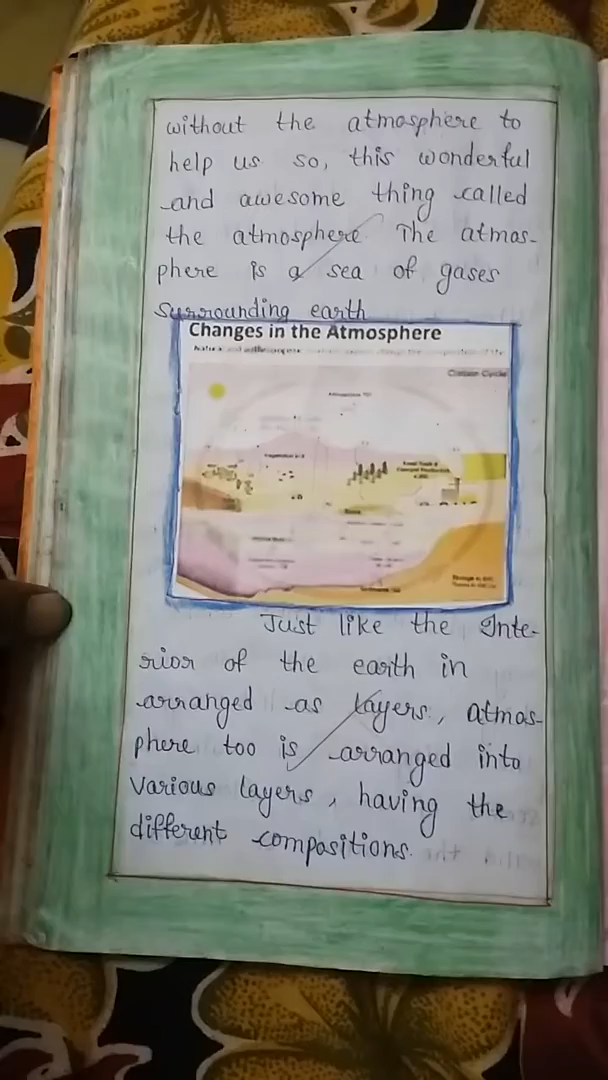 without the atmosphere to
help us so, this wonderful
and awesome thing called
the atmosphere The atmos-
phere is a sea of gases
surrounding earth
Changes in the Atmosphere
Carbon Cycle
Just like the Inte-
rior of the earth in
arranged as layers, atmos-
phere too is arranged into
various layers, having the
different compositions.